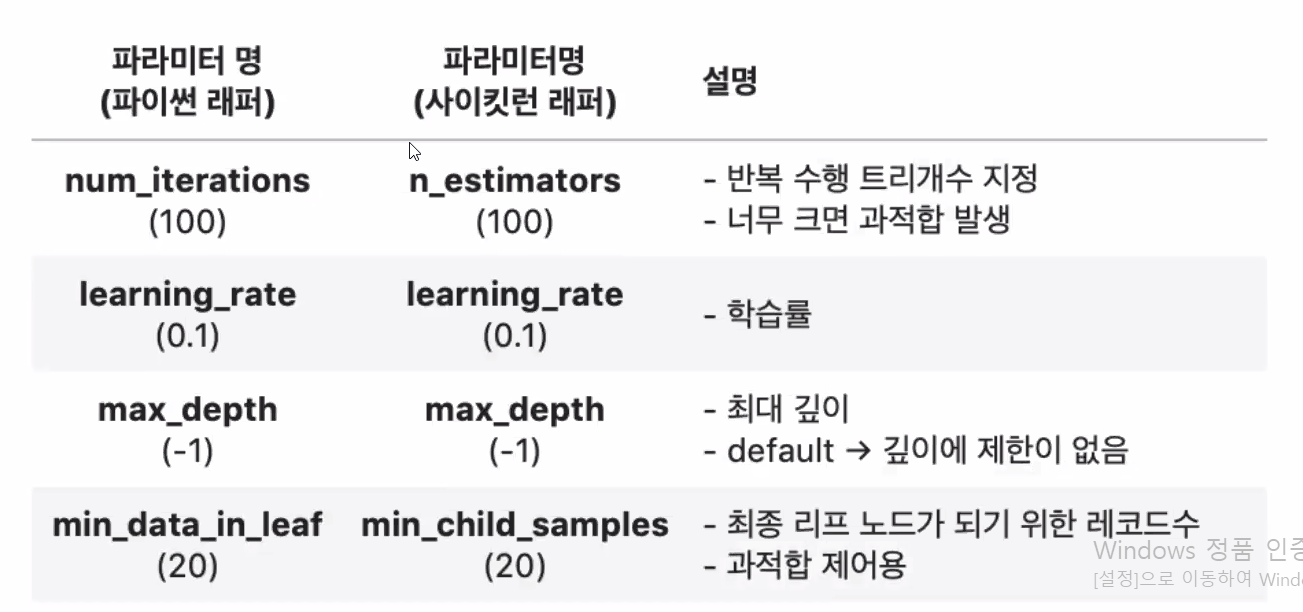 파라미터 명
(파이썬 래퍼)
파라미터명
(사이킷런 래퍼)
설명
num_iterations
(100)
n_estimators
(100)
- 반복 수행 트리개수 지정
- 너무 크면 과적합 발생
learning_rate
(0.1)
learning_rate
(0.1)
- 학습률
max_depth
(-1)
max_depth
(-1)
- 최대 깊이
- default → 깊이에 제한이 없음
min_data_in_leaf
(20)
min_child_samples
(20)
- 최종 리프 노드가 되기 위한 레코드수
- 과적합 제어용
Windows 정품 인증
[설정]으로 이동하여 Windo